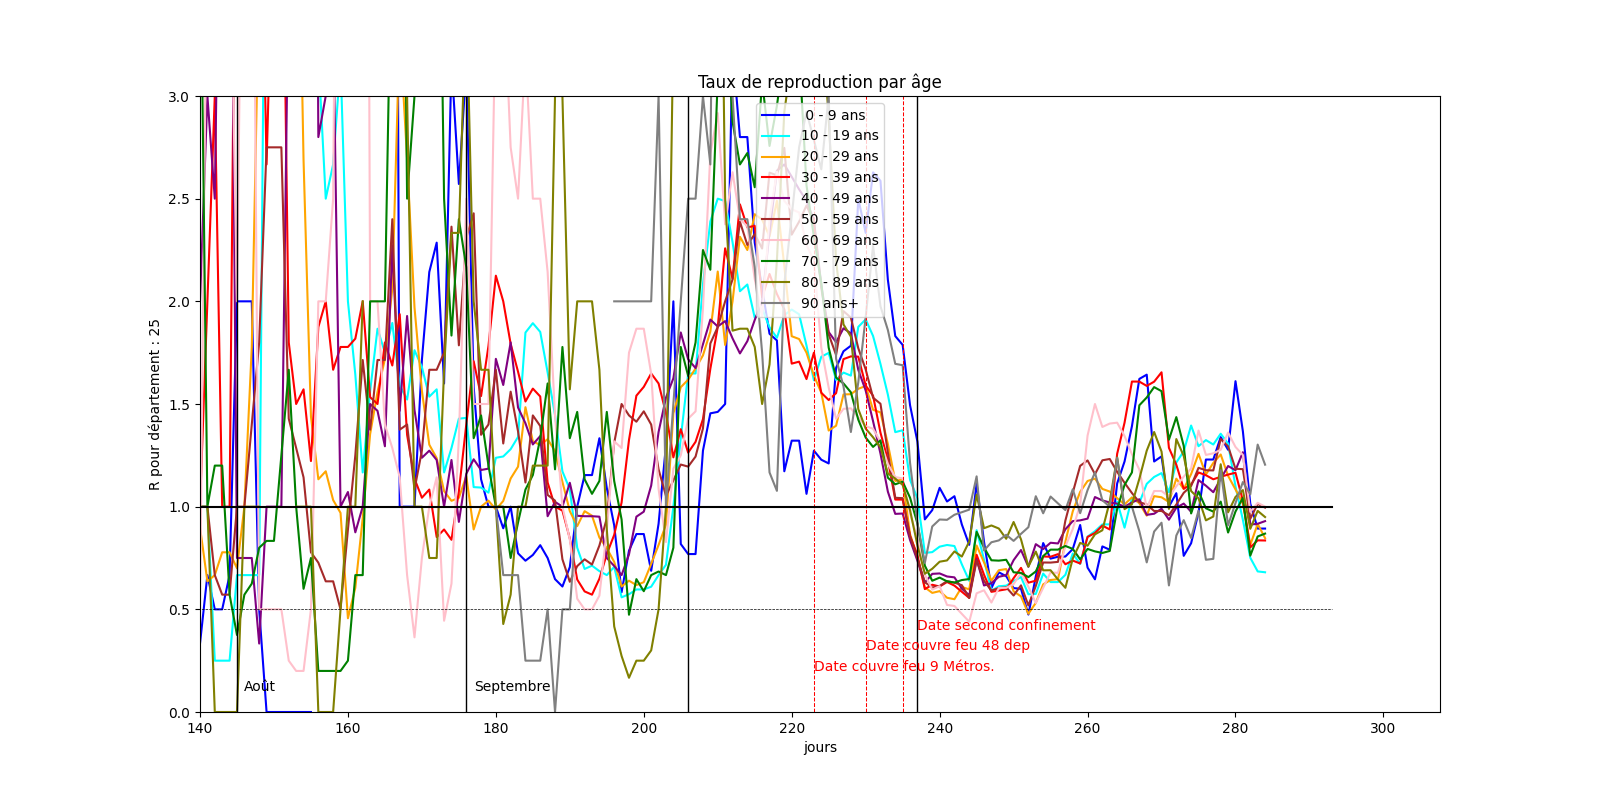 Taux de reproduction par âge
R pour département : 25
3.0
2.5
2.0
1.5
1.0
0.5
0.0
0 - 9 ans
10 - 19 ans
20 - 29 ans
30 - 39 ans
40 - 49 ans
50 - 59 ans
60 - 69 ans
70 - 79 ans
80 - 89 ans
90 ans+
Date second confinement
Date couvre feu 48 dep
Date couvre feu 9 Métros.
Août
Septembre
140 160 180 200 220 240 260 280 300
jours